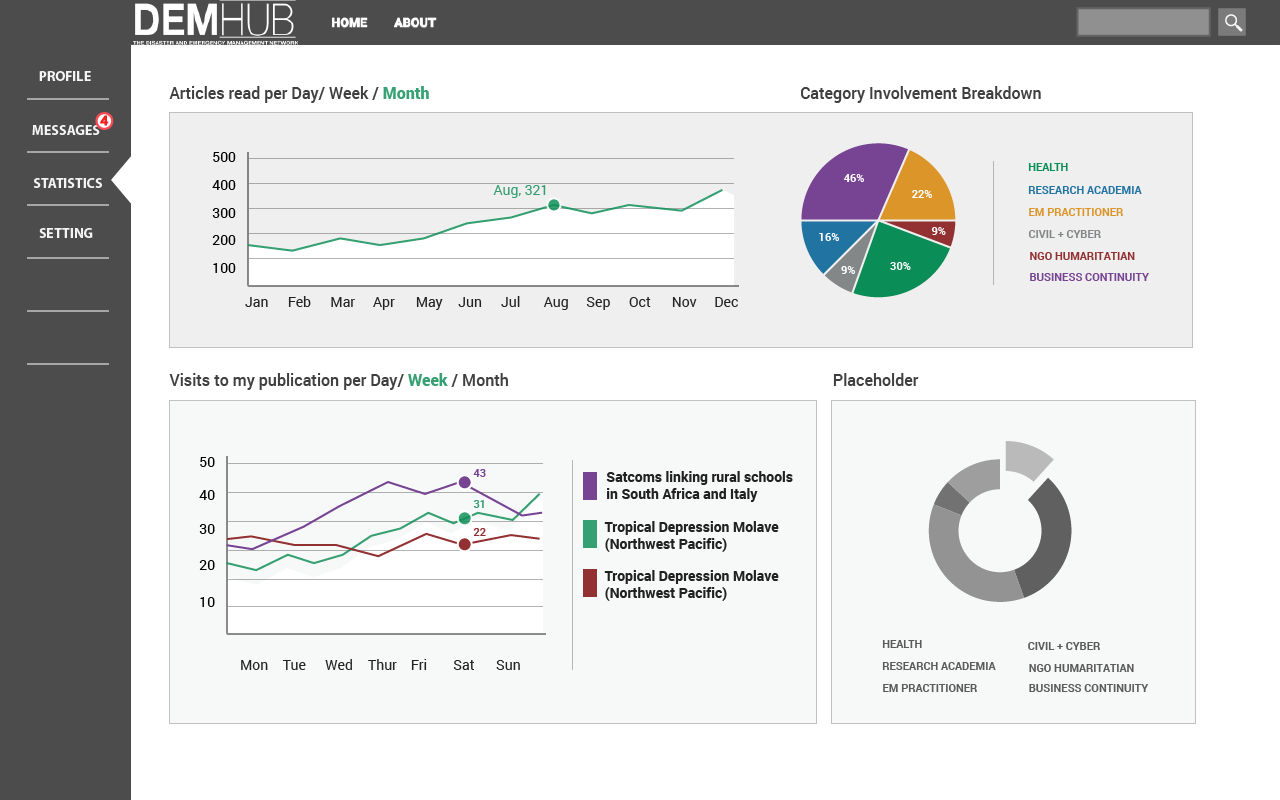 DEMHUB
THE DISASTER AND EMERGENCY MANAGEMENT NETWORK
HOME
ABOUT
PROFILE
MESSAGES
4
STATISTICS
SETTING
Articles read per Day/ Week / Month
500
400
300
200
100
Aug, 321
Jan Feb Mar Apr May Jun Jul Aug Sep Oct Nov Dec
Category Involvement Breakdown
46%
22%
9%
16%
9%
30%
HEALTH
RESEARCH ACADEMIA
EM PRACTITIONER
CIVIL + CYBER
NGO HUMARITATIAN
BUSINESS CONTINUITY
Visits to my publication per Day/ Week / Month
50
40
30
20
10
43
31
22
Mon Tue Wed Thur Fri Sat Sun
Satcoms linking rural schools
in South Africa and Italy
Tropical Depression Molave
(Northwest Pacific)
Tropical Depression Molave
(Northwest Pacific)
Placeholder
HEALTH
RESEARCH ACADEMIA
EM PRACTITIONER
CIVIL + CYBER
NGO HUMARITATIAN
BUSINESS CONTINUITY